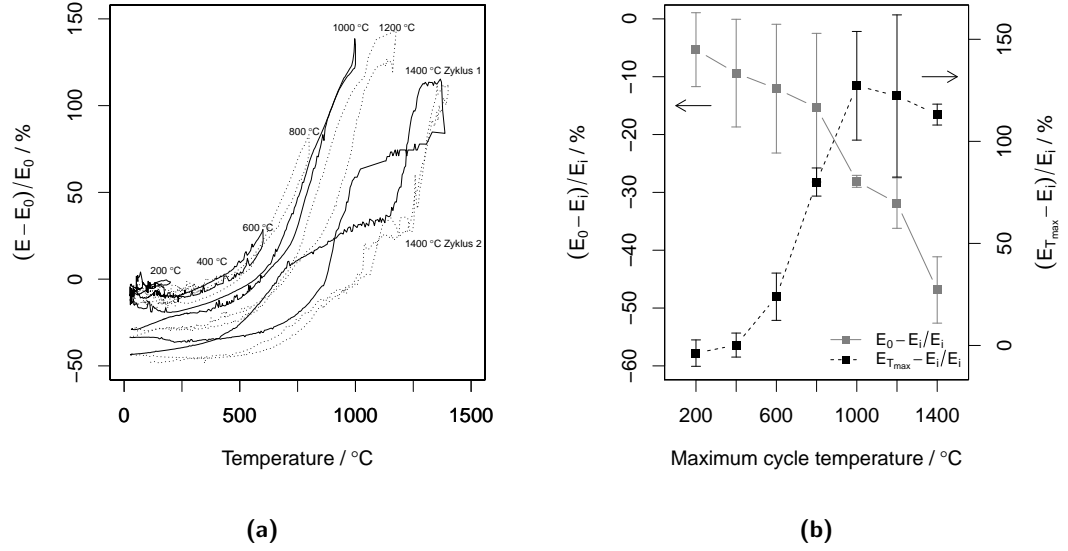 150
100
50
0
−50
(E − E₀)/E₀ / %
0
500
1000
1500
Temperature / °C
200 °C
400 °C
600 °C
800 °C
1000 °C
1200 °C
1400 °C Zyklus 1
1400 °C Zyklus 2
(a)
0
−10
−20
−30
−40
−50
−60
(E₀ − Eᵢ)/Eᵢ / %
150
100
50
0
(E_Tmax − Eᵢ)/Eᵢ / %
E₀ − Eᵢ/Eᵢ
E_Tmax − Eᵢ/Eᵢ
200
600
1000
1400
Maximum cycle temperature / °C
(b)